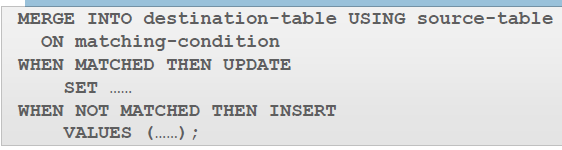 MERGE INTO destination-table USING source-table
ON matching-condition
WHEN MATCHED THEN UPDATE
SET ……
WHEN NOT MATCHED THEN INSERT
VALUES (……);